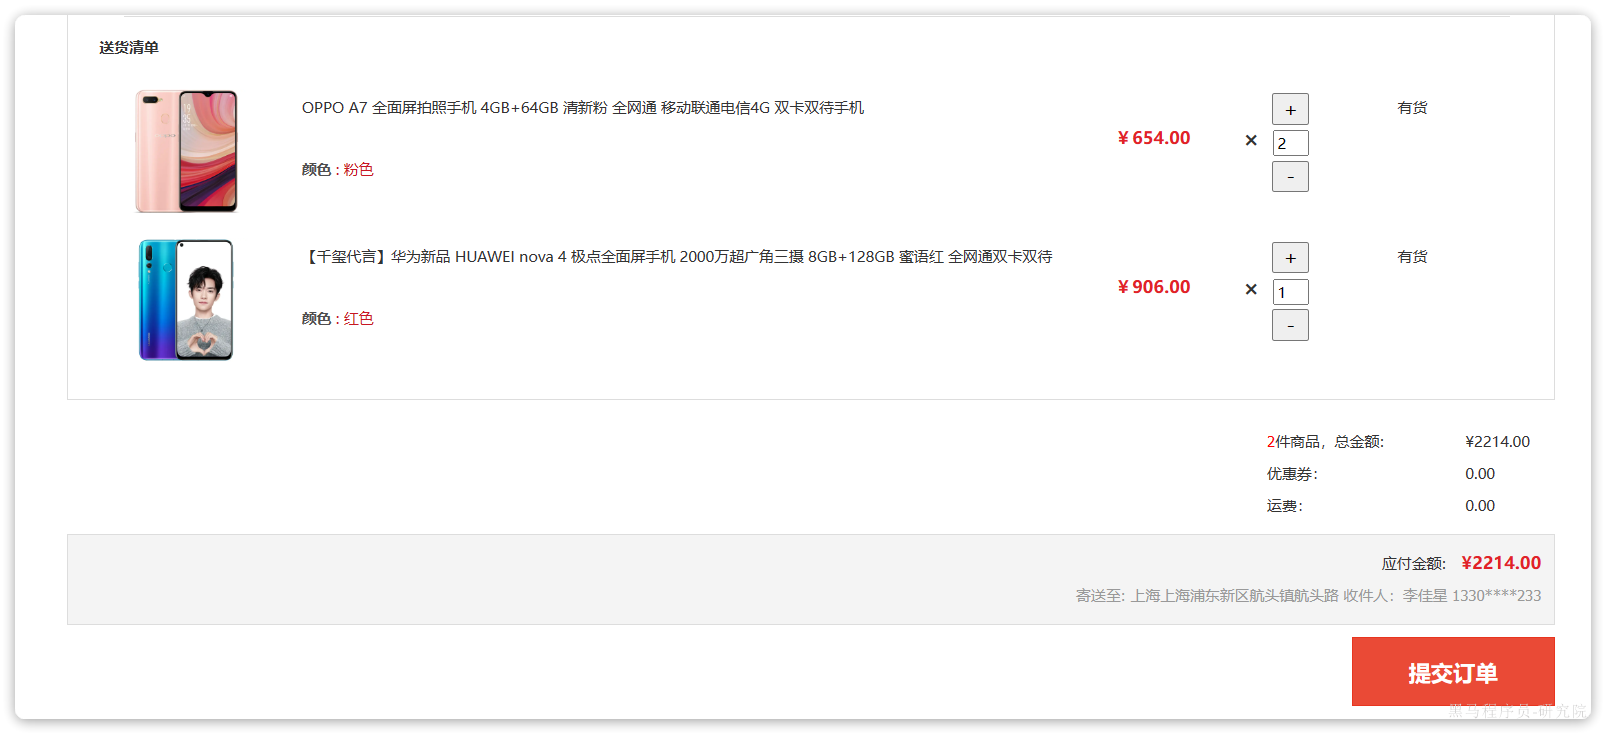 送货清单
OPPO A7 全面屏拍照手机 4GB+64GB 清新粉 全网通 移动联通电信4G 双卡双待手机
颜色 : 粉色
¥ 654.00
×
+
2
-
有货
【千玺代言】华为新品 HUAWEI nova 4 极点全面屏手机 2000万超广角三摄 8GB+128GB 蜜语红 全网通双卡双待
颜色 : 红色
¥ 906.00
×
+
1
-
有货
2件商品，总金额: ¥2214.00
优惠券: 0.00
运费: 0.00
应付金额: ¥2214.00
寄送至: 上海上海浦东新区航头镇航头路 收件人：李佳星 1330****233
提交订单
黑马程序员-研究院